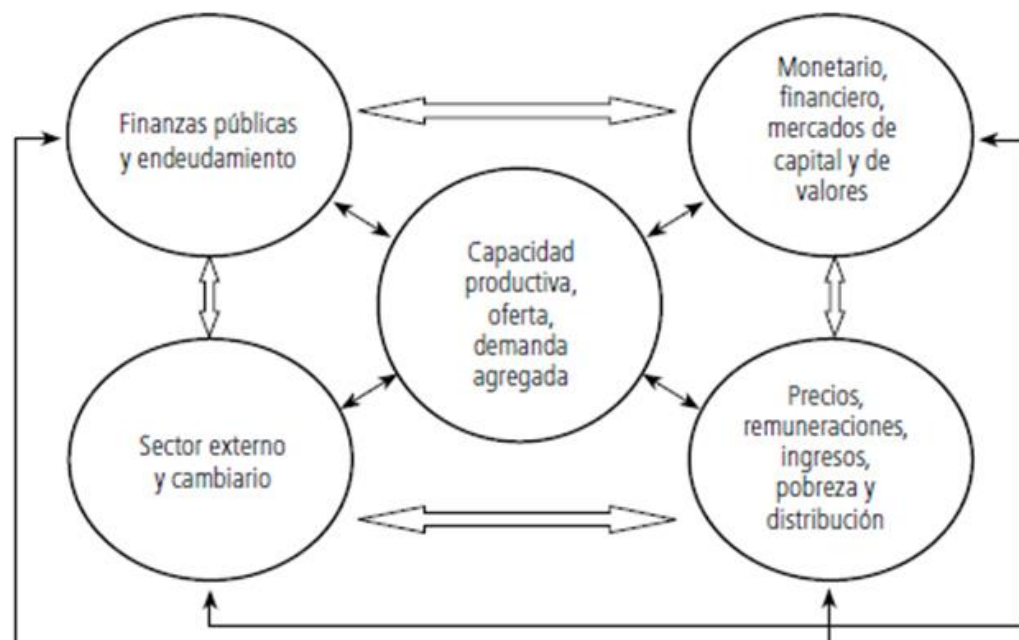 Finanzas públicas
y endeudamiento
Monetario,
financiero,
mercados de
capital y de
valores
Capacidad
productiva,
oferta,
demanda
agregada
Sector externo
y cambiario
Precios,
remuneraciones,
ingresos,
pobreza y
distribución